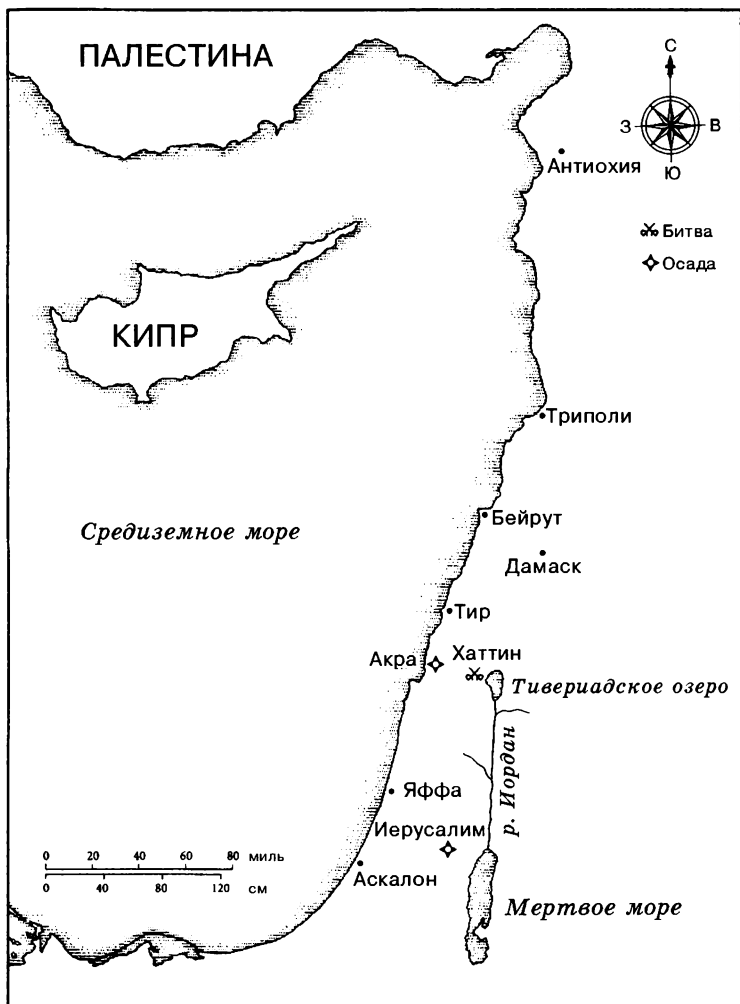 ПАЛЕСТИНА
С
З
В
Ю
Антиохия
Битва
Осада
КИПР
Триполи
Средиземное море
Бейрут
Дамаск
Тир
Акра
Хаттин
Тивериадское озеро
р. Иордан
Яффа
Иерусалим
0 20 40 60 80 миль
0 40 80 120 см
Аскалон
Мертвое море